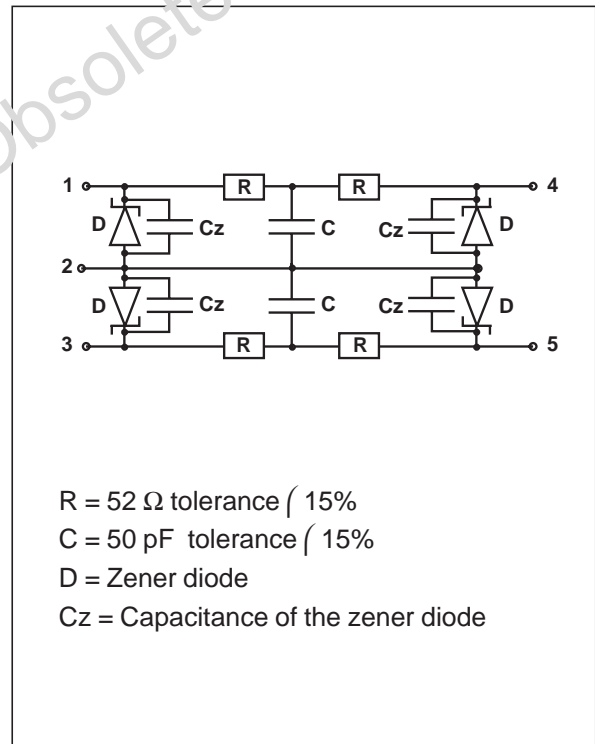 Obsolete
1 R R 4
D Cz C Cz D
2
D Cz C Cz D
3 R R 5
R = 52 Ω tolerance ( 15%
C = 50 pF tolerance ( 15%
D = Zener diode
Cz = Capacitance of the zener diode